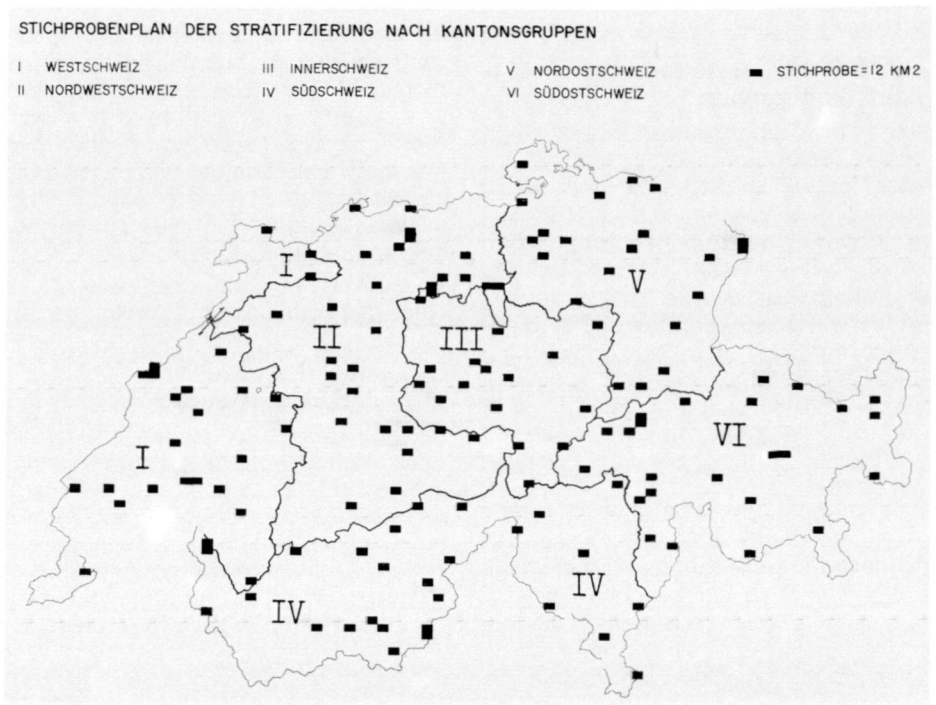 STICHPROBENPLAN DER STRATIFIZIERUNG NACH KANTONSGRUPPEN
I WESTSCHWEIZ
II NORDWESTSCHWEIZ
III INNERSCHWEIZ
IV SÜDSCHWEIZ
V NORDOSTSCHWEIZ
VI SÜDOSTSCHWEIZ
STICHPROBE=12 KM2
I
V
II
III
VI
I
IV
IV